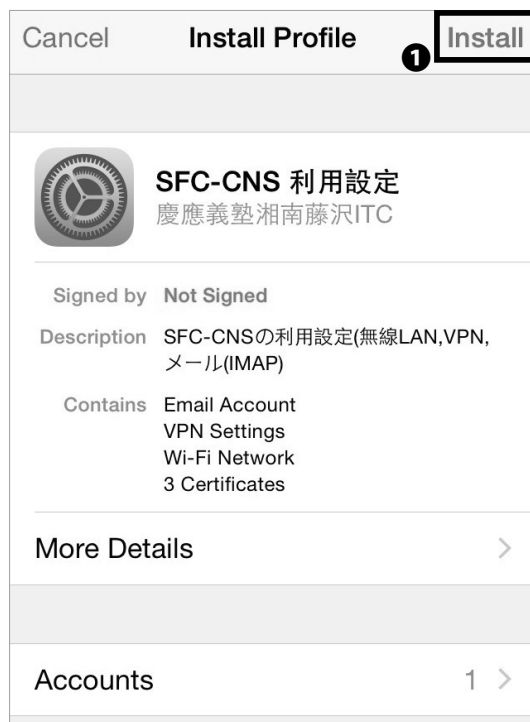 Cancel Install Profile ❶ Install
SFC-CNS 利用設定
慶應義塾湘南藤沢ITC
Signed by Not Signed
Description SFC-CNSの利用設定(無線LAN,VPN,
メール(IMAP)
Contains Email Account
VPN Settings
Wi-Fi Network
3 Certificates
More Details
Accounts 1